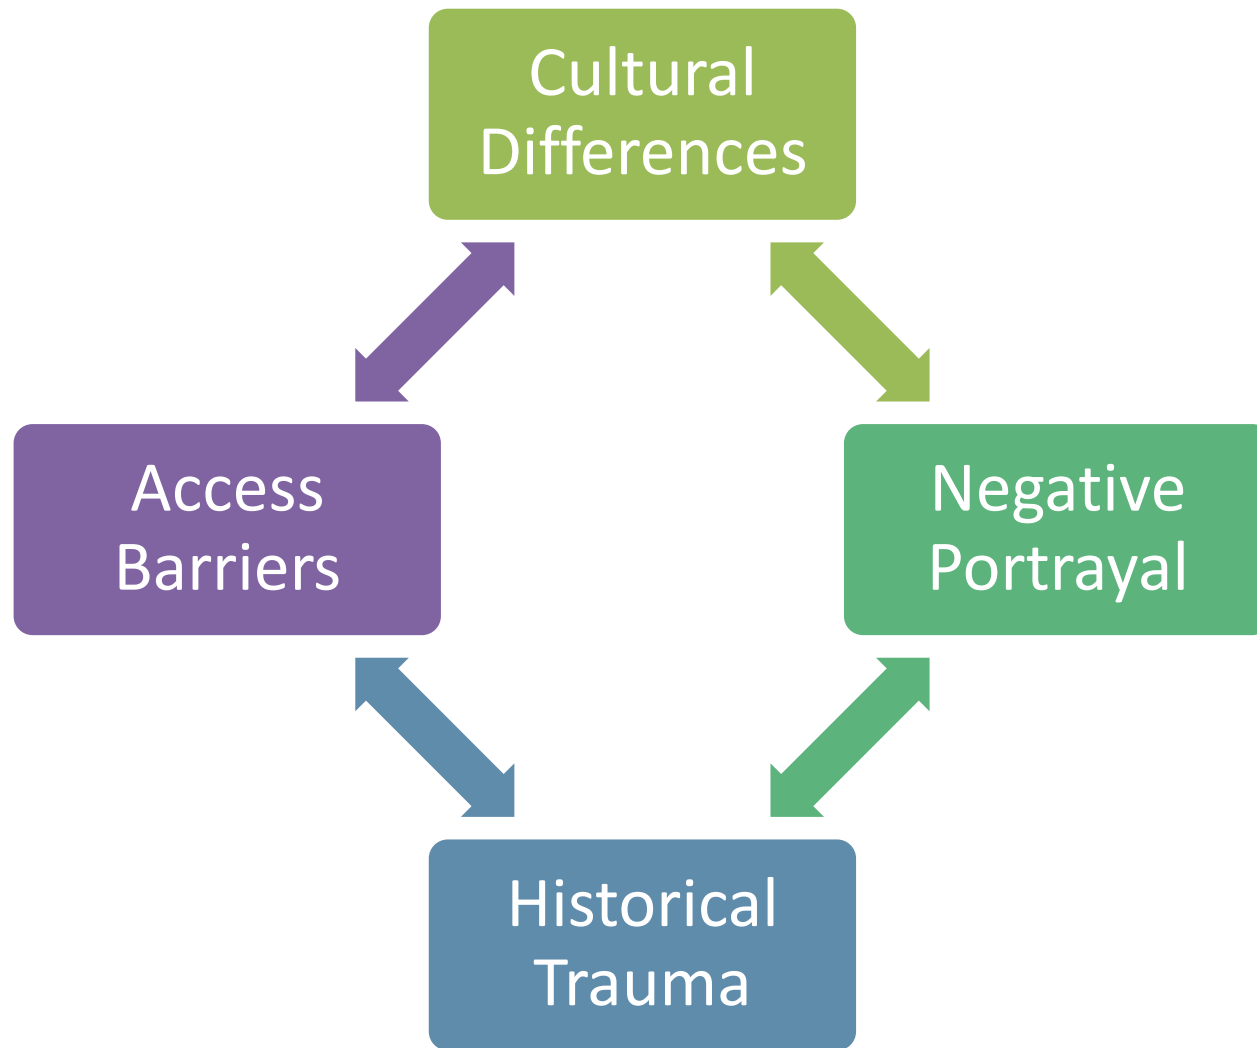 Cultural
Differences
Access
Barriers
Negative
Portrayal
Historical
Trauma